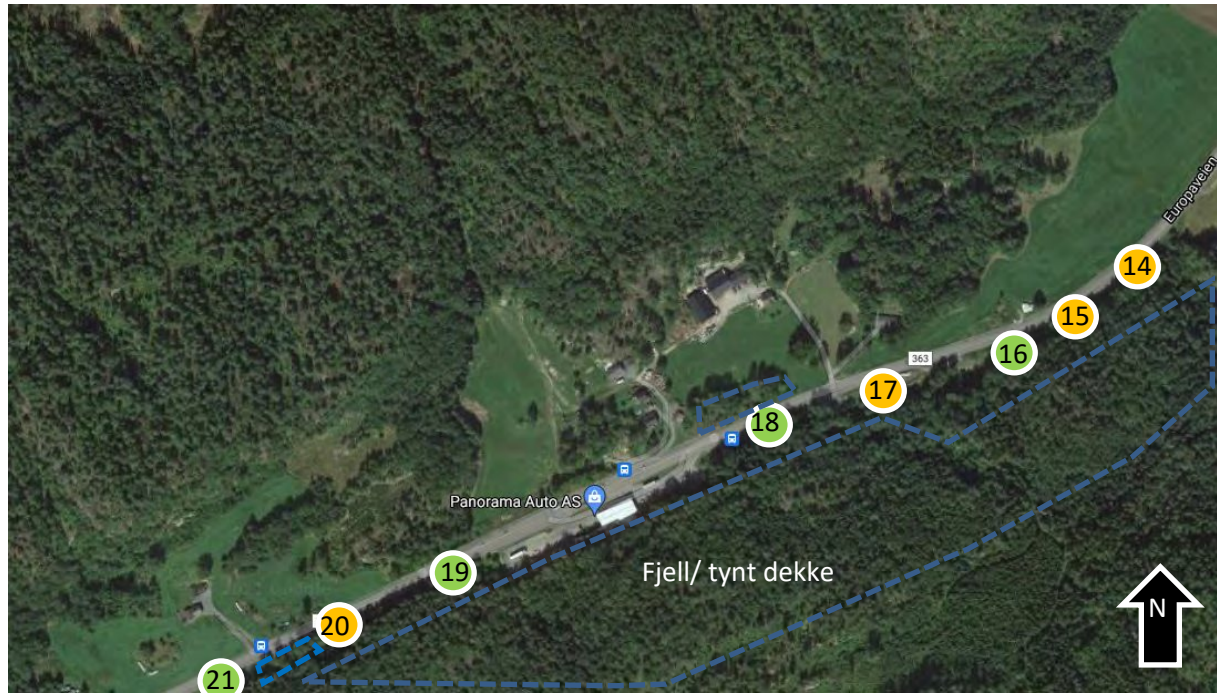 Europaveien
14
15
16
363
17
18
Panorama Auto AS
19
Fjell/ tynt dekke
N
20
21